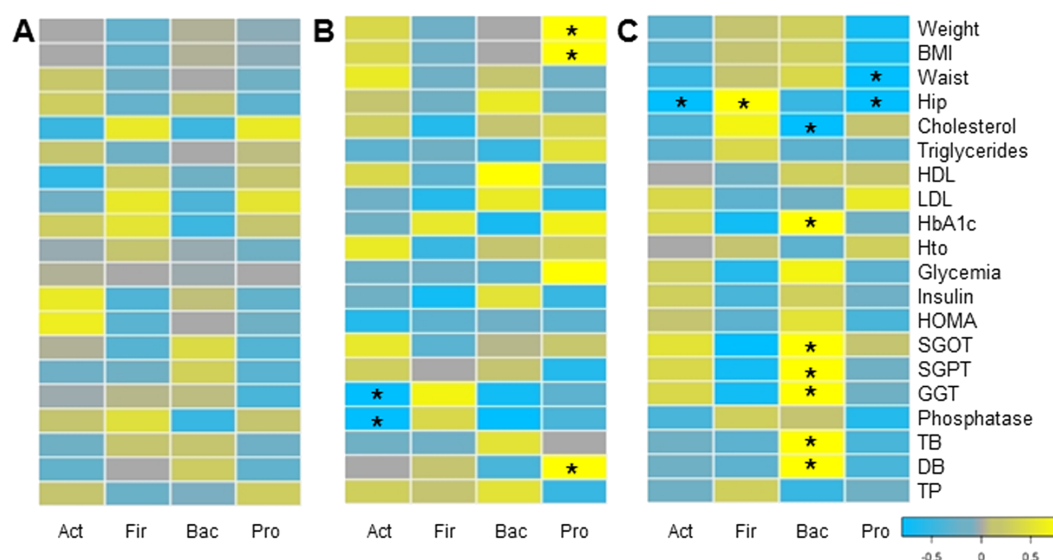 A B C
Weight
* BMI
*
Waist
*
Hip
* * *
Cholesterol
*
Triglycerides
HDL
LDL
HbA1c
*
Hto
Glycemia
Insulin
HOMA
SGOT
*
SGPT
*
GGT
* *
Phosphatase
*
TB
*
DB
* *
TP
Act Fir Bac Pro Act Fir Bac Pro Act Fir Bac Pro
-0.5 0 0.5